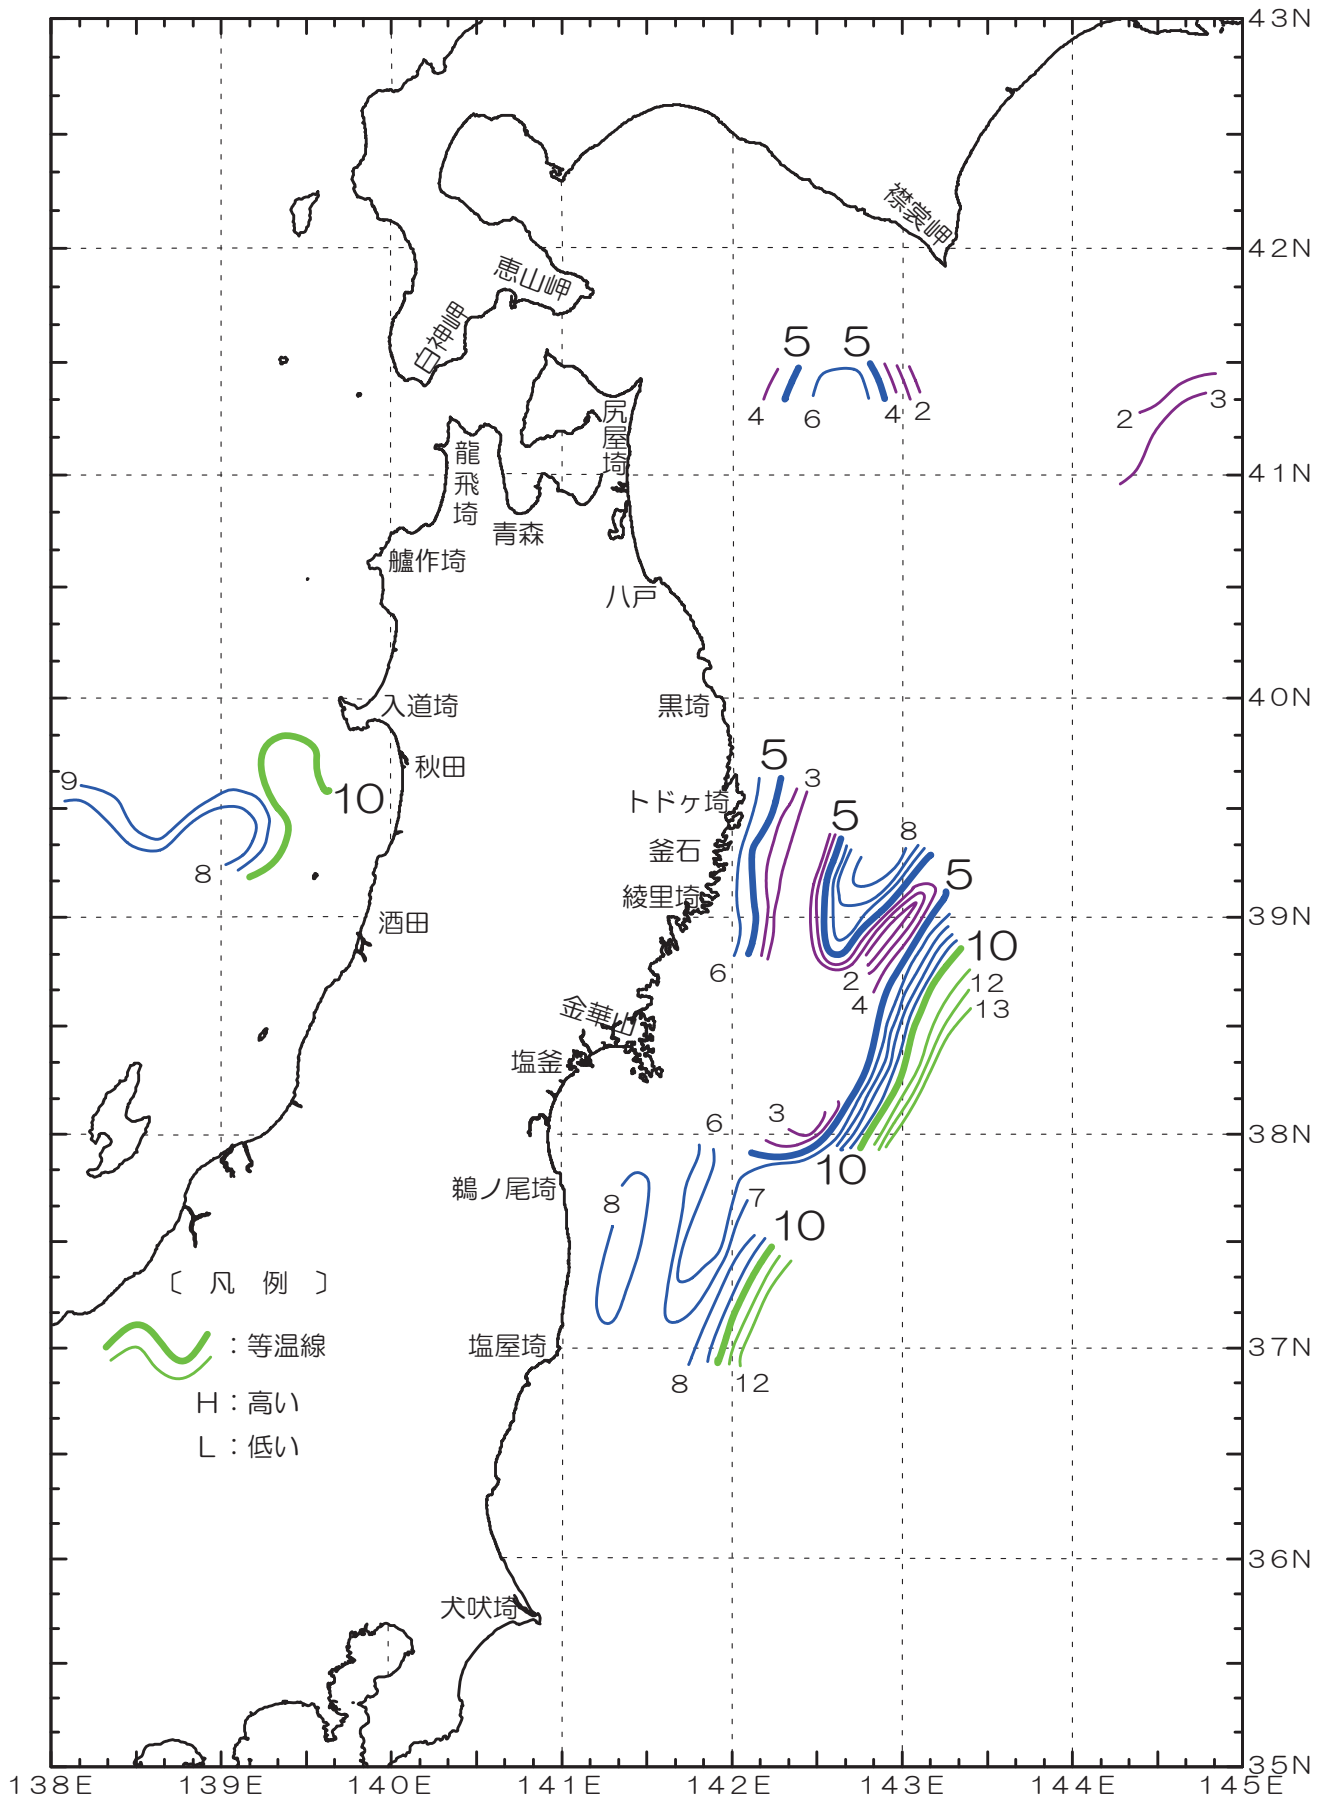 43N
襟裳岬
42N
恵山岬
白神岬
5
5
4
6
4
2
2
3
尻屋埼
龍飛埼
41N
青森
艫作埼
八戸
40N
入道埼
黒埼
秋田
9
10
8
5
3
トドヶ埼
5
8
釜石
綾里埼
5
酒田
39N
6
2
4
10
12
13
金華山
塩釜
3
6
38N
10
鵜ノ尾埼
8
7
10
〔 凡 例 〕
:等温線
塩屋埼
37N
8
12
H:高い
L:低い
36N
犬吠埼
35N
138E
139E
140E
141E
142E
143E
144E
145E